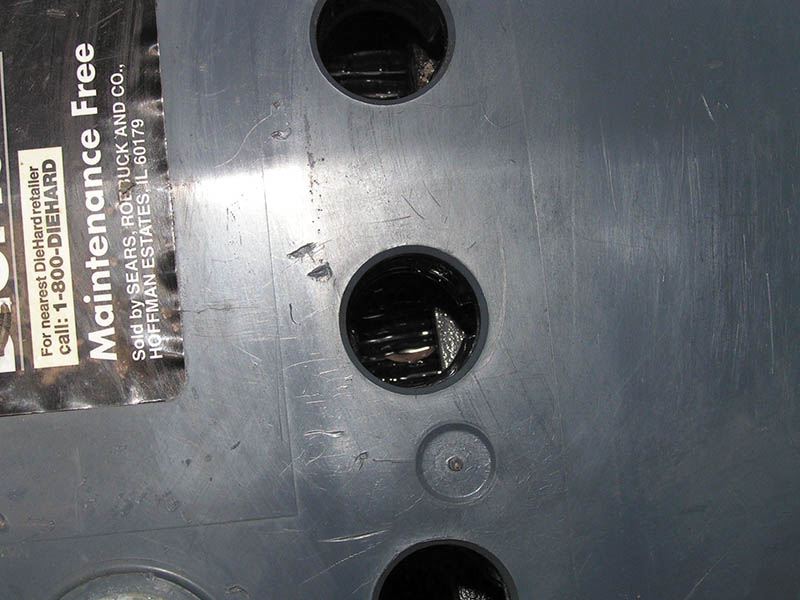 For nearest DieHard retailer
call: 1-800-DIEHARD
Maintenance Free
Sold by SEARS, ROEBUCK AND CO.,
HOFFMAN ESTATES, IL 60179